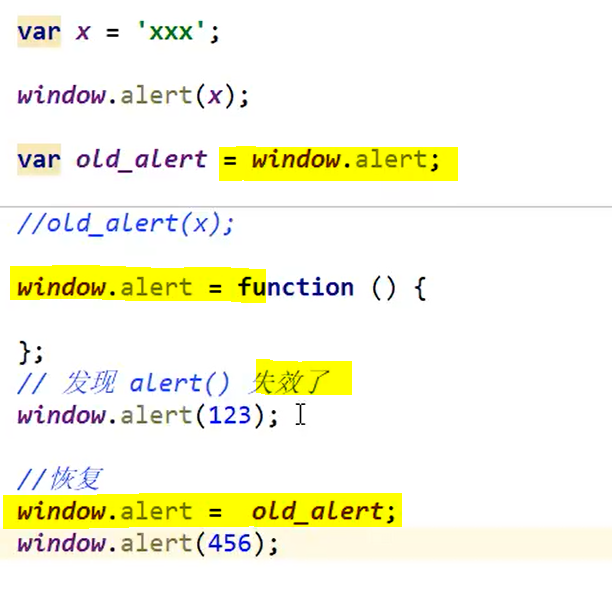 var x = 'xxx';
window.alert(x);
var old_alert = window.alert;
//old_alert(x);
window.alert = function () {
};
// 发现 alert() 失效了
window.alert(123);
//恢复
window.alert =  old_alert;
window.alert(456);